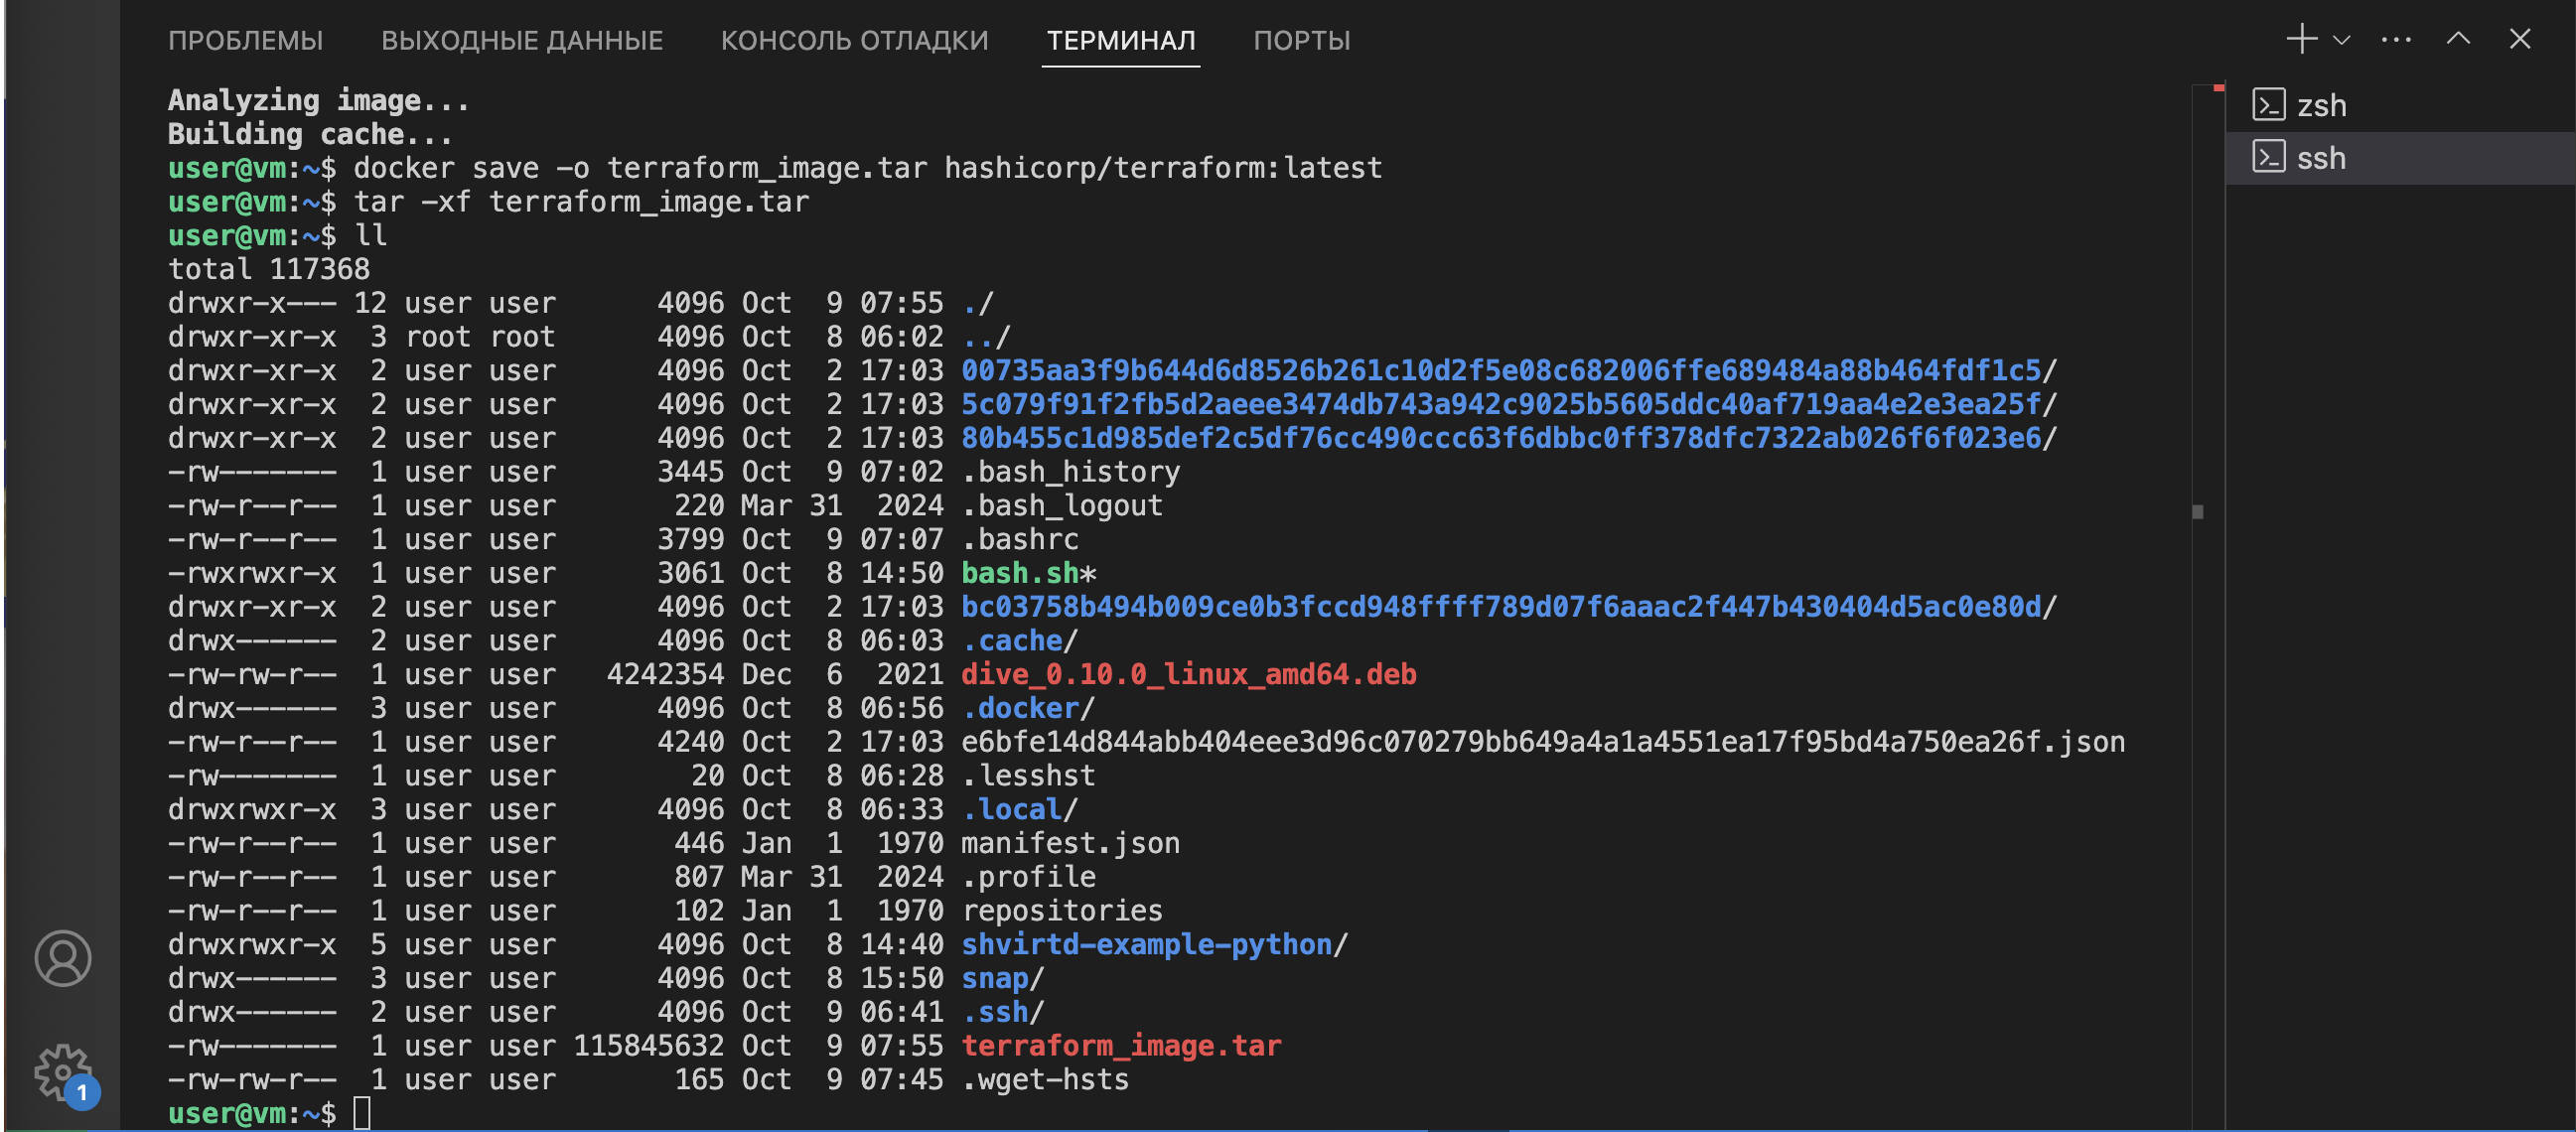 ПРОБЛЕМЫ ВЫХОДНЫЕ ДАННЫЕ КОНСОЛЬ ОТЛАДКИ ТЕРМИНАЛ ПОРТЫ
Analyzing image...
Building cache...
user@vm:~$ docker save -o terraform_image.tar hashicorp/terraform:latest
user@vm:~$ tar -xf terraform_image.tar
user@vm:~$ ll
total 117368
drwxr-x--- 12 user user      4096 Oct  9 07:55 ./
drwxr-xr-x  3 root root      4096 Oct  8 06:02 ../
drwxr-xr-x  2 user user      4096 Oct  2 17:03 00735aa3f9b644d6d8526b261c10d2f5e08c682006ffe689484a88b464fdf1c5/
drwxr-xr-x  2 user user      4096 Oct  2 17:03 5c079f91f2fb5d2aeee3474db743a942c9025b5605ddc40af719aa4e2e3ea25f/
drwxr-xr-x  2 user user      4096 Oct  2 17:03 80b455c1d985def2c5df76cc490ccc63f6dbbc0ff378dfc7322ab026f6f023e6/
-rw-------  1 user user      3445 Oct  9 07:02 .bash_history
-rw-r--r--  1 user user       220 Mar 31  2024 .bash_logout
-rw-r--r--  1 user user      3799 Oct  9 07:07 .bashrc
-rwxrwxr-x  1 user user      3061 Oct  8 14:50 bash.sh*
drwxr-xr-x  2 user user      4096 Oct  2 17:03 bc03758b494b009ce0b3fccd948ffff789d07f6aaac2f447b430404d5ac0e80d/
drwx------  2 user user      4096 Oct  8 06:03 .cache/
-rw-rw-r--  1 user user   4242354 Dec  6  2021 dive_0.10.0_linux_amd64.deb
drwx------  3 user user      4096 Oct  8 06:56 .docker/
-rw-r--r--  1 user user      4240 Oct  2 17:03 e6bfe14d844abb404eee3d96c070279bb649a4a1a4551ea17f95bd4a750ea26f.json
-rw-------  1 user user        20 Oct  8 06:28 .lesshst
drwxrwxr-x  3 user user      4096 Oct  8 06:33 .local/
-rw-r--r--  1 user user       446 Jan  1  1970 manifest.json
-rw-r--r--  1 user user       807 Mar 31  2024 .profile
-rw-r--r--  1 user user       102 Jan  1  1970 repositories
drwxrwxr-x  5 user user      4096 Oct  8 14:40 shvirtd-example-python/
drwx------  3 user user      4096 Oct  8 15:50 snap/
drwx------  2 user user      4096 Oct  9 06:41 .ssh/
-rw-------  1 user user 115845632 Oct  9 07:55 terraform_image.tar
-rw-rw-r--  1 user user       165 Oct  9 07:45 .wget-hsts
user@vm:~$
zsh
ssh
1